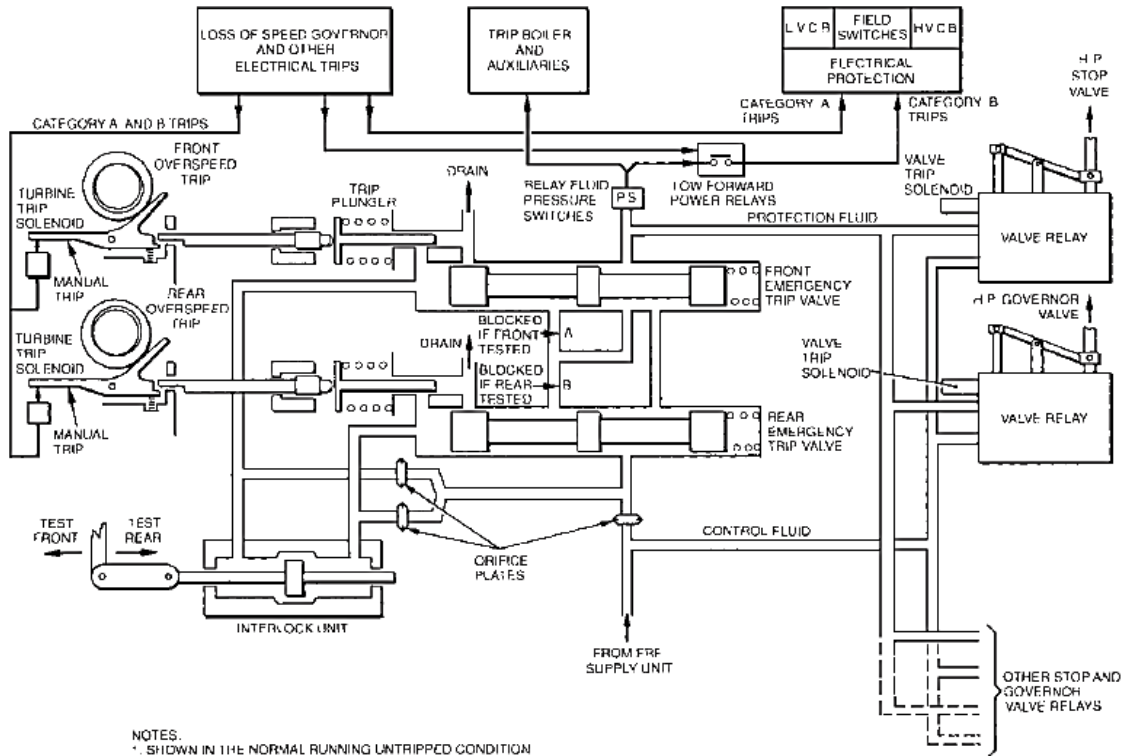 LOSS OF SPEED GOVERNOR
AND OTHER
ELECTRICAL TRIPS
TRIP BOILER
AND
AUXILIARIES
L V C B
FIELD
SWITCHES
H V C B
ELECTRICAL
PROTECTION
H.P.
STOP
VALVE
CATEGORY A
TRIPS
CATEGORY B
TRIPS
CATEGORY A AND B TRIPS
FRONT
OVERSPEED
TRIP
TURBINE
TRIP
SOLENOID
MANUAL
TRIP
TRIP
PLUNGER
DRAIN
RELAY FLUID
PRESSURE
SWITCHES
P S
LOW FORWARD
POWER RELAYS
VALVE
TRIP
SOLENOID
PROTECTION FLUID
VALVE RELAY
REAR
OVERSPEED
TRIP
FRONT
EMERGENCY
TRIP VALVE
H.P. GOVERNOR
VALVE
TURBINE
TRIP
SOLENOID
MANUAL
TRIP
BLOCKED
IF FRONT
TESTED
A
DRAIN
BLOCKED
IF REAR
TESTED
B
VALVE
TRIP
SOLENOID
VALVE RELAY
REAR
EMERGENCY
TRIP VALVE
TEST
FRONT
TEST
REAR
ORIFICE
PLATES
CONTROL FLUID
INTERLOCK UNIT
FROM FRF
SUPPLY UNIT
OTHER STOP AND
GOVERNOR
VALVE RELAYS
NOTES.
1. SHOWN IN THE NORMAL RUNNING UNTRIPPED CONDITION